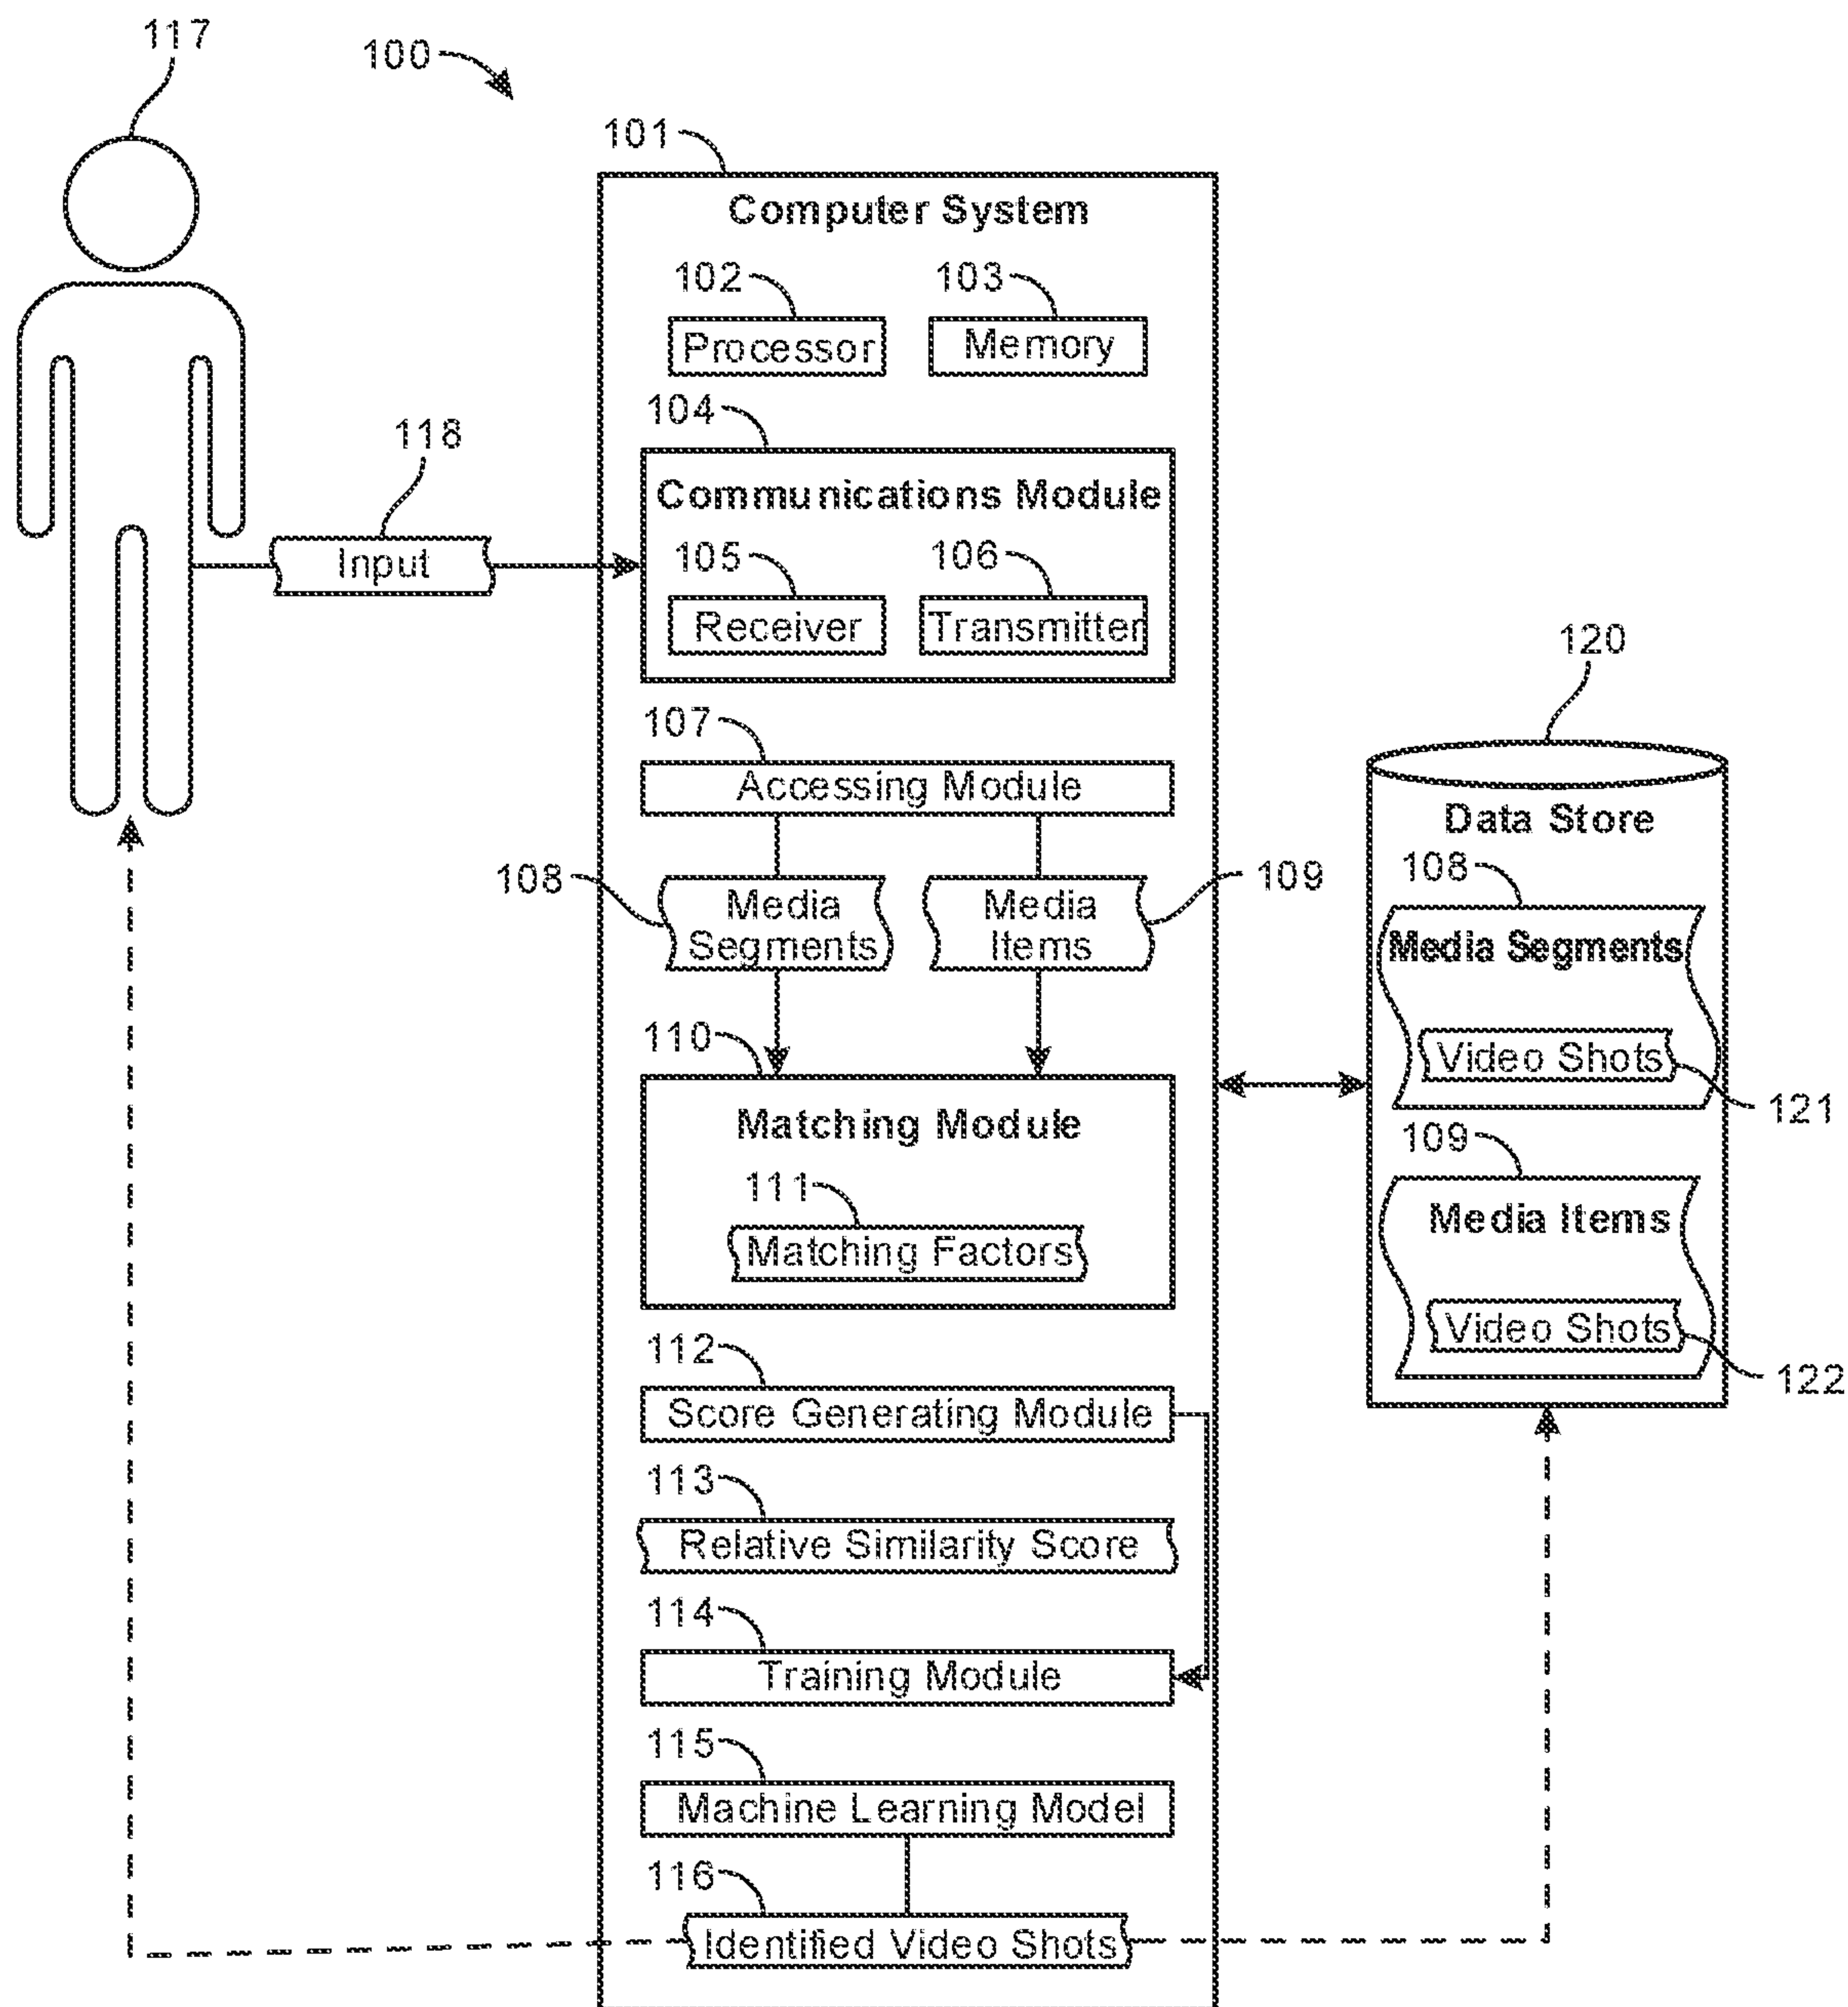 117
100
101
Computer System
102
103
Processor
Memory
104
118
Communications Module
Input
105
106
Receiver
Transmitter
120
107
Accessing Module
Data Store
108
108
Media
Segments
Media
Items
109
Media Segments
Video Shots
121
110
Matching Module
109
111
Matching Factors
Media Items
Video Shots
122
112
Score Generating Module
113
Relative Similarity Score
114
Training Module
115
Machine Learning Model
116
Identified Video Shots